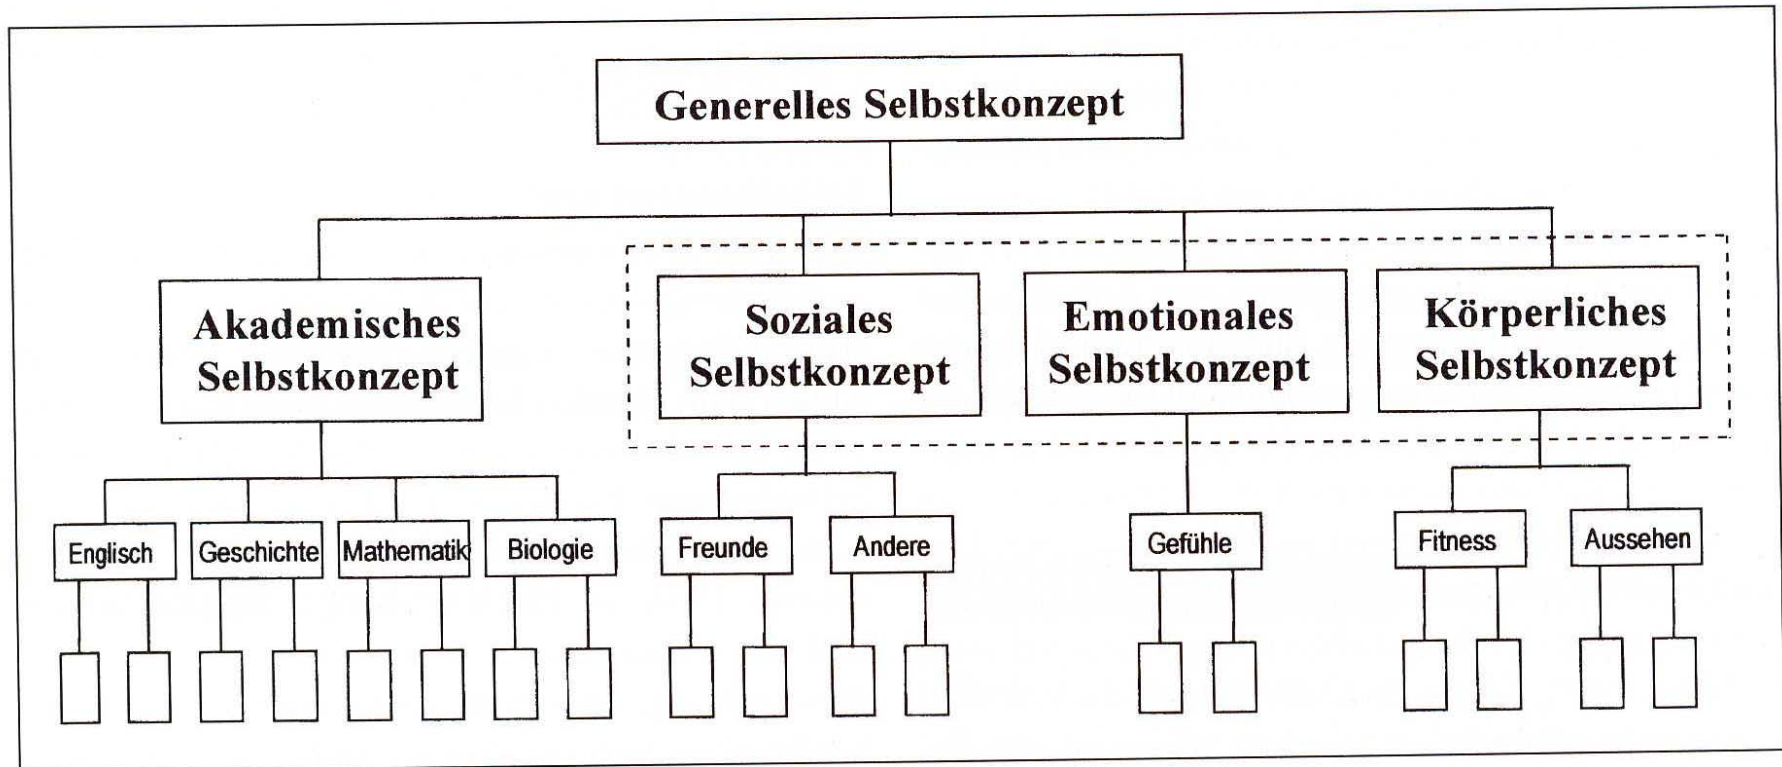 Generelles Selbstkonzept
Akademisches
Selbstkonzept
Soziales
Selbstkonzept
Emotionales
Selbstkonzept
Körperliches
Selbstkonzept
Englisch
Geschichte
Mathematik
Biologie
Freunde
Andere
Gefühle
Fitness
Aussehen